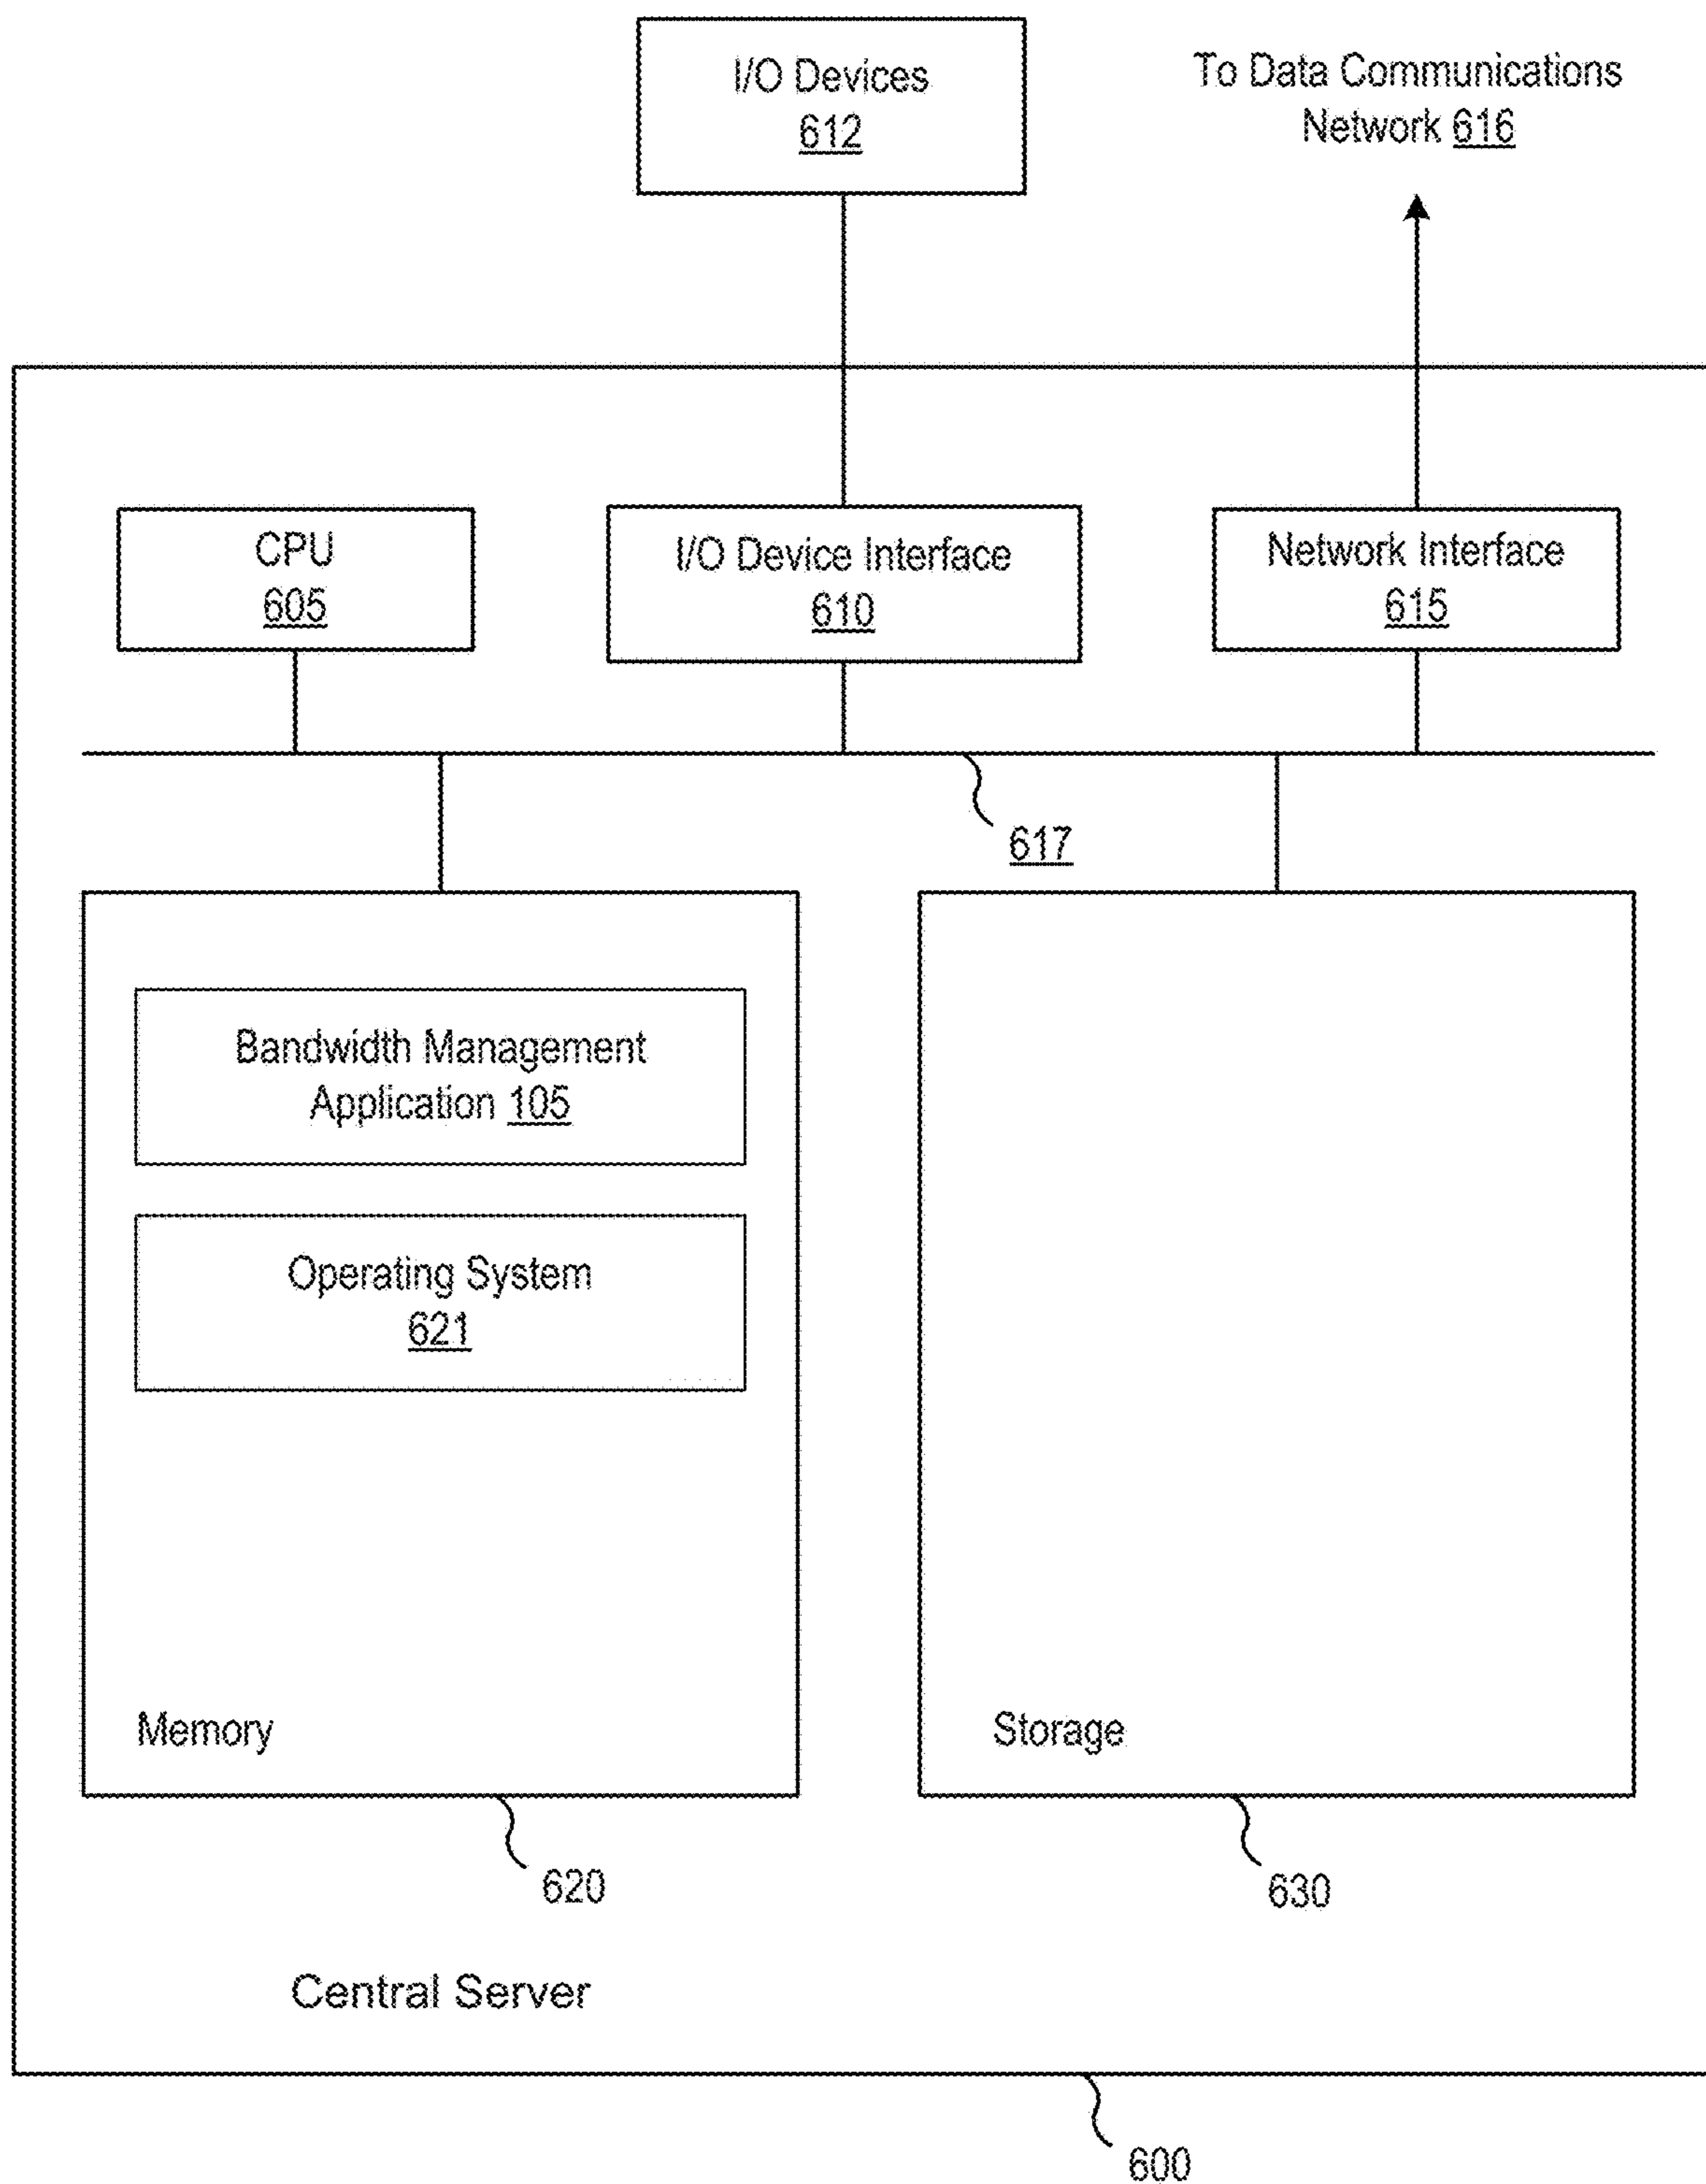 I/O Devices
612
To Data Communications
Network 616
CPU
605
I/O Device Interface
610
Network Interface
615
617
Bandwidth Management
Application 105
Operating System
621
Memory
Storage
620
630
Central Server
600